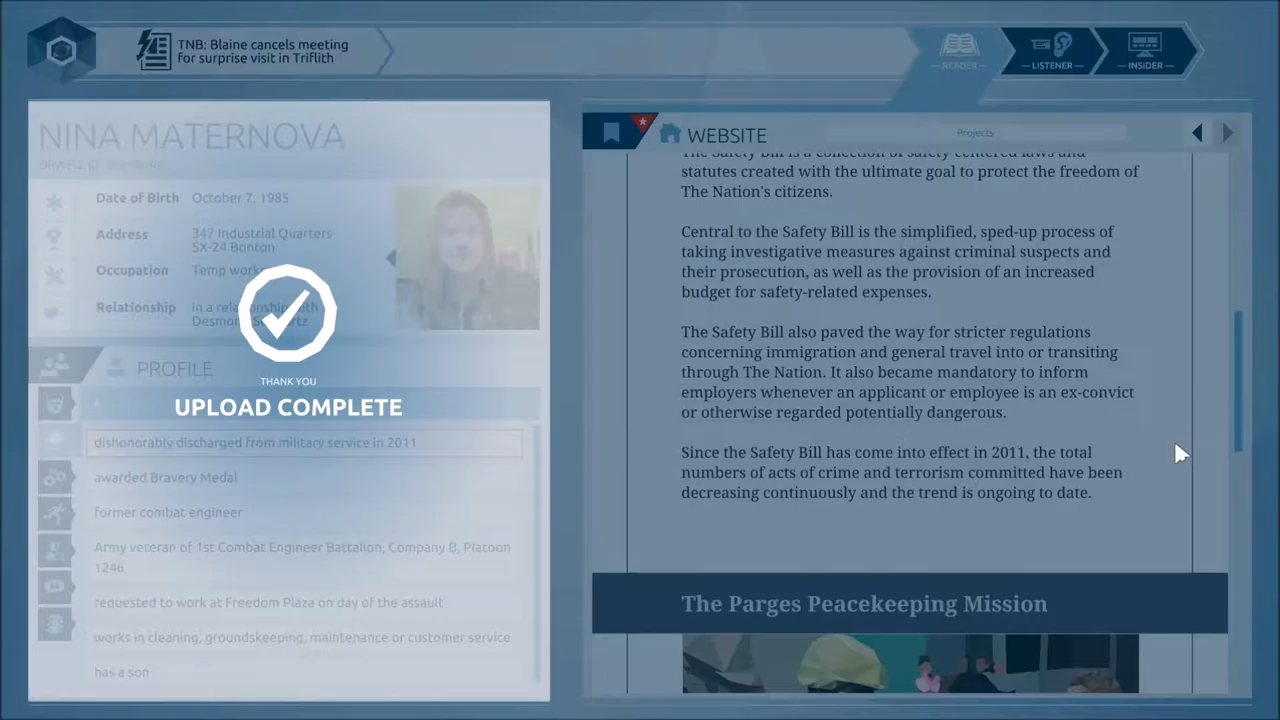 TNB: Blaine cancels meeting
for surprise visit in Triflith
READER
LISTENER
INSIDER
NINA MATERNOVA
Date of Birth October 7, 1985
Address 347 Industrial Quarters
SX-24 Bonton
Occupation Temp work
Relationship In a relationship with
Desmond
PROFILE
THANK YOU
UPLOAD COMPLETE
dishonorably discharged from military service in 2011
awarded Bravery Medal
former combat engineer
Army veteran of 1st Combat Engineer Battalion, Company B, Platoon
1246
requested to work at Freedom Plaza on day of the assault
works in cleaning, groundskeeping, maintenance or customer service
has a son
WEBSITE
Projects
The Safety Bill is a collection of safety-centered laws and
statutes created with the ultimate goal to protect the freedom of
The Nation's citizens.
Central to the Safety Bill is the simplified, sped-up process of
taking investigative measures against criminal suspects and
their prosecution, as well as the provision of an increased
budget for safety-related expenses.
The Safety Bill also paved the way for stricter regulations
concerning immigration and general travel into or transiting
through The Nation. It also became mandatory to inform
employers whenever an applicant or employee is an ex-convict
or otherwise regarded potentially dangerous.
Since the Safety Bill has come into effect in 2011, the total
numbers of acts of crime and terrorism committed have been
decreasing continuously and the trend is ongoing to date.
The Parges Peacekeeping Mission